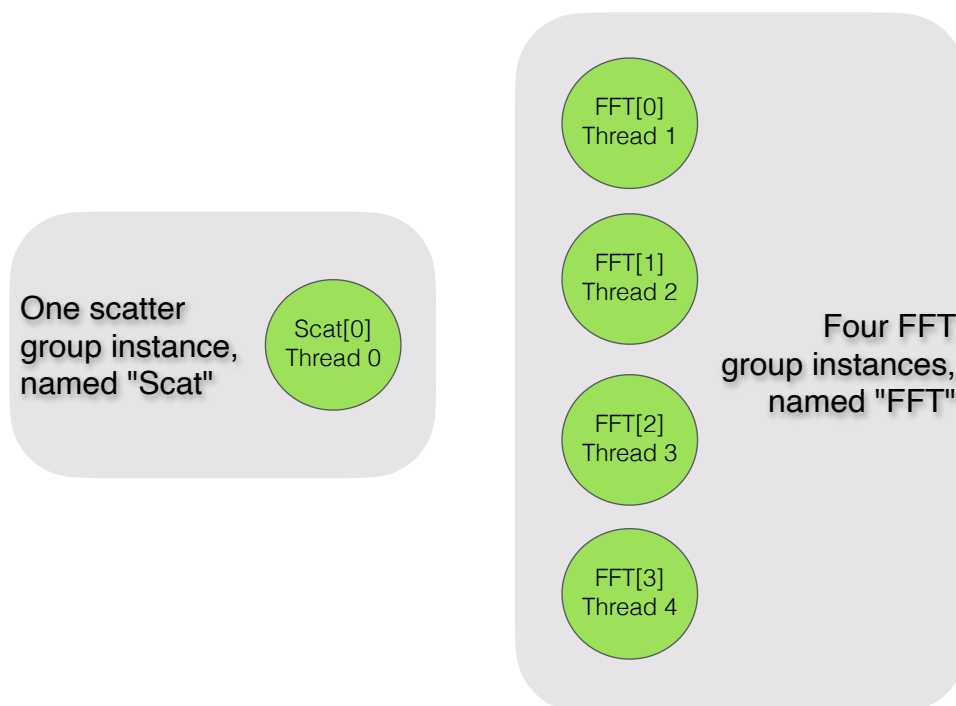 One scatter
group instance,
named "Scat"
Scat[0]
Thread 0
FFT[0]
Thread 1
FFT[1]
Thread 2
FFT[2]
Thread 3
FFT[3]
Thread 4
Four FFT
group instances,
named "FFT"